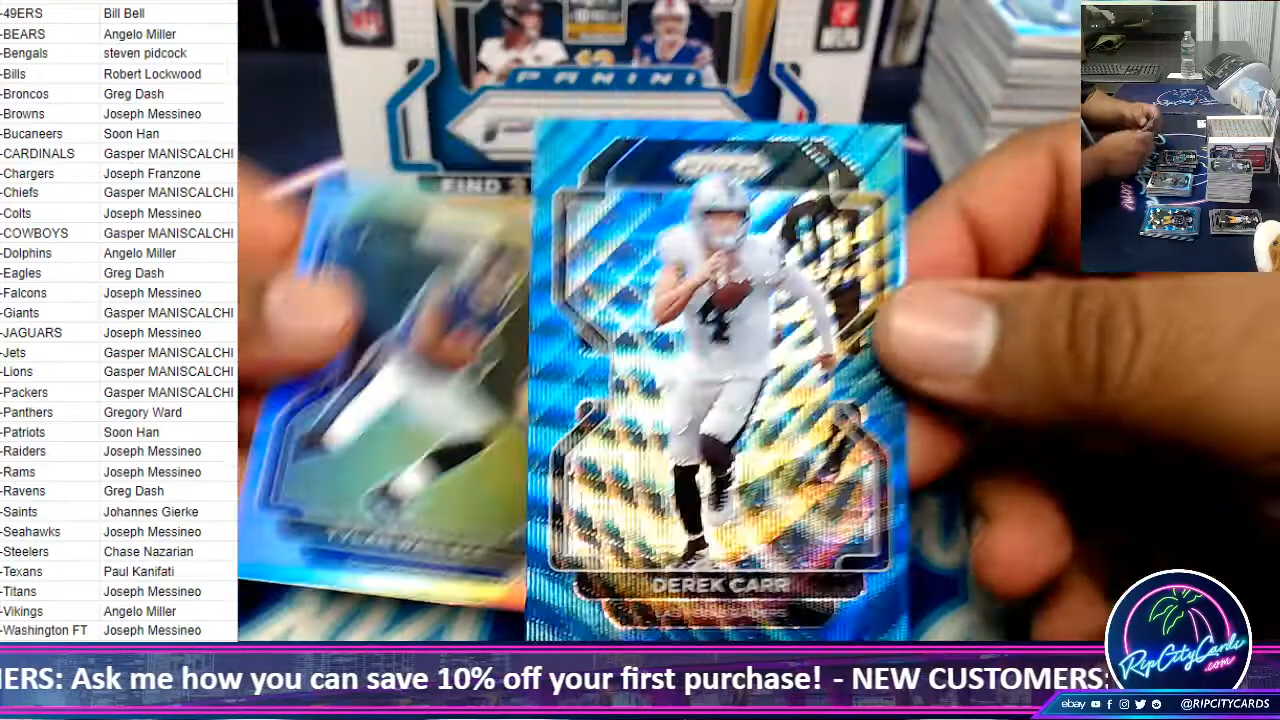 -49ERS Bill Bell
-BEARS Angelo Miller
-Bengals steven pidcock
-Bills Robert Lockwood
-Broncos Greg Dash
-Browns Joseph Messineo
-Bucaneers Soon Han
-CARDINALS Gasper MANISCALCHI
-Chargers Joseph Franzone
-Chiefs Gasper MANISCALCHI
-Colts Joseph Messineo
-COWBOYS Gasper MANISCALCHI
-Dolphins Angelo Miller
-Eagles Greg Dash
-Falcons Joseph Messineo
-Giants Gasper MANISCALCHI
-JAGUARS Joseph Messineo
-Jets Gasper MANISCALCHI
-Lions Gasper MANISCALCHI
-Packers Gasper MANISCALCHI
-Panthers Gregory Ward
-Patriots Soon Han
-Raiders Joseph Messineo
-Rams Joseph Messineo
-Ravens Greg Dash
-Saints Johannes Gierke
-Seahawks Joseph Messineo
-Steelers Chase Nazarian
-Texans Paul Kanifati
-Titans Joseph Messineo
-Vikings Angelo Miller
-Washington FT Joseph Messineo
PANINI
FIND
PRIZM
4
DEREK CARR
RipCityCards
.com
ERS: Ask me how you can save 10% off your first purchase! - NEW CUSTOMERS:
ebay @RIPCITYCARDS